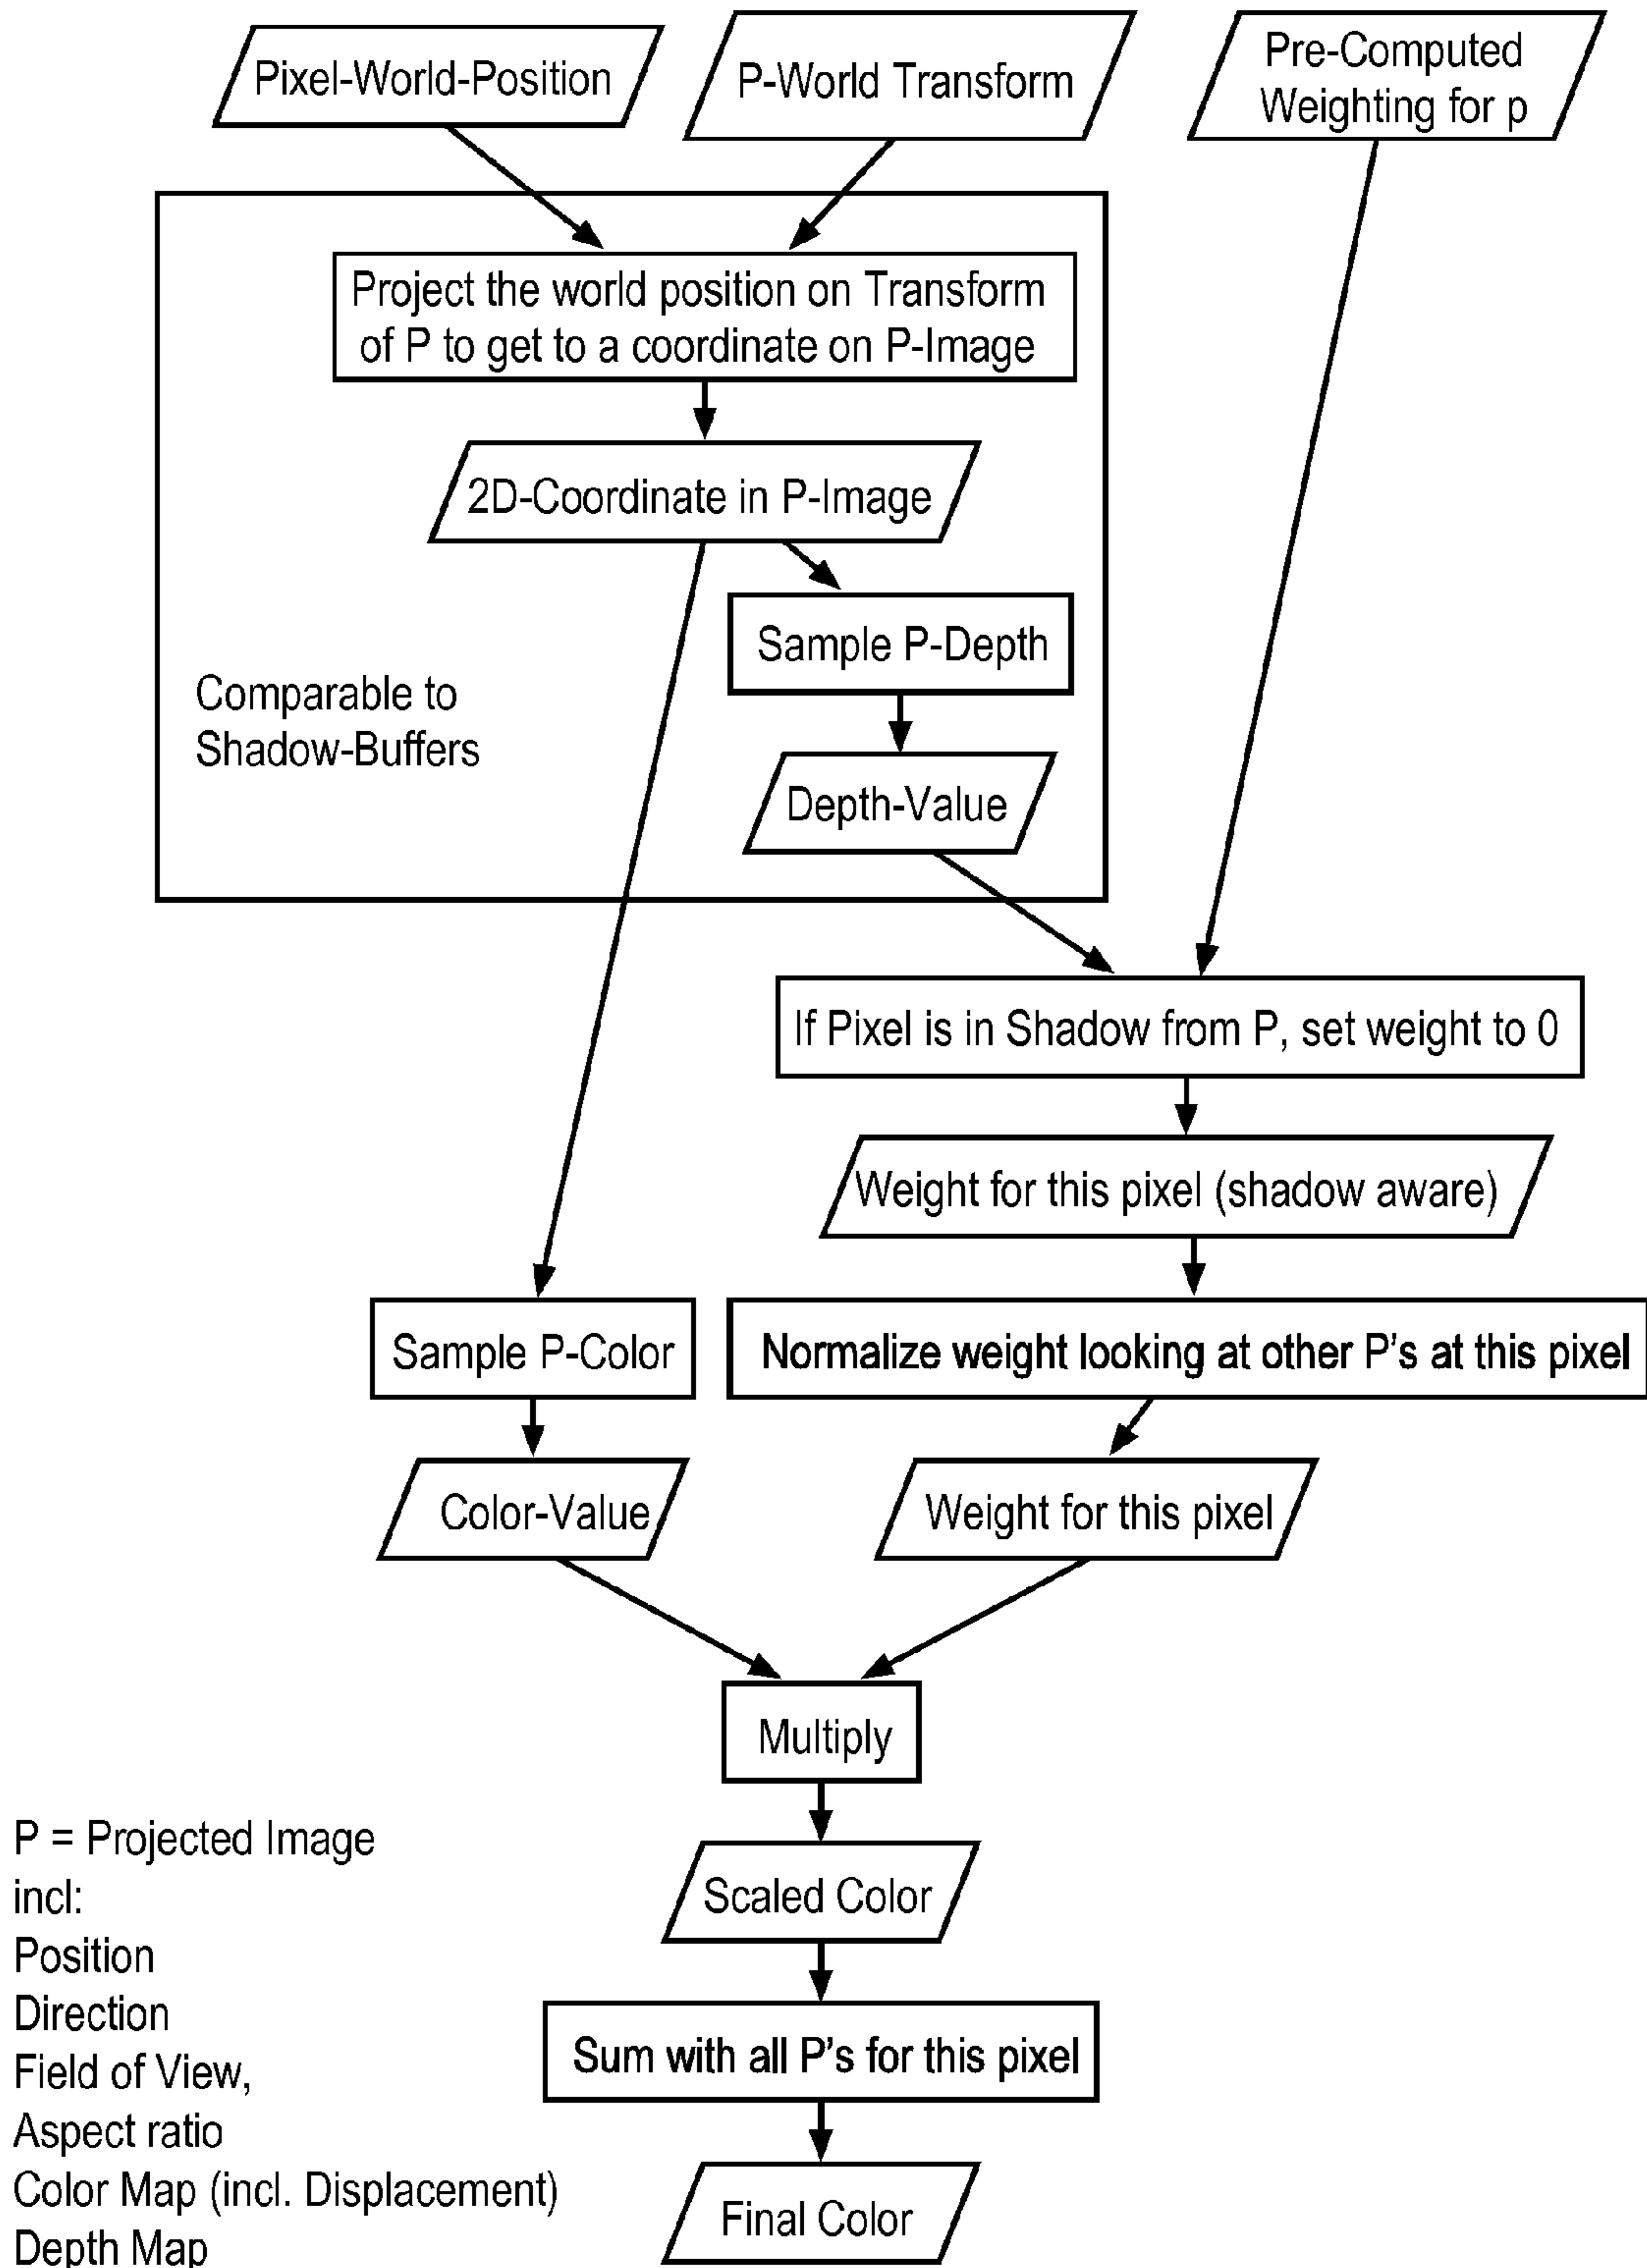 Pixel-World-Position
P-World Transform
Pre-Computed
Weighting for p
Project the world position on Transform
of P to get to a coordinate on P-Image
2D-Coordinate in P-Image
Sample P-Depth
Comparable to
Shadow-Buffers
Depth-Value
If Pixel is in Shadow from P, set weight to 0
Weight for this pixel (shadow aware)
Sample P-Color
Normalize weight looking at other P's at this pixel
Color-Value
Weight for this pixel
Multiply
Scaled Color
Sum with all P's for this pixel
Final Color
P = Projected Image
incl:
Position
Direction
Field of View,
Aspect ratio
Color Map (incl. Displacement)
Depth Map